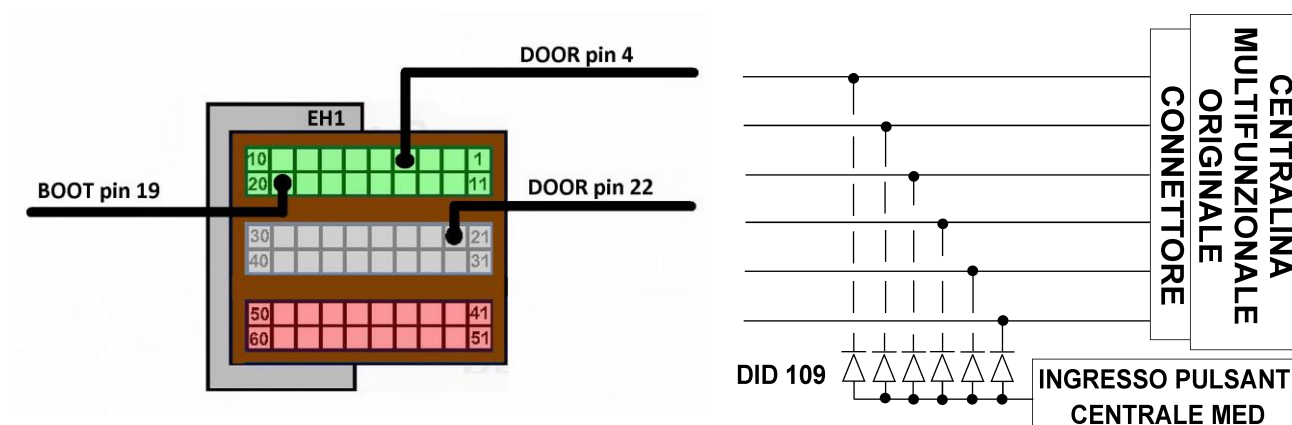 DOOR pin 4
EH1
10 1
20 11
BOOT pin 19
DOOR pin 22
30 21
40 31
50 41
60 51
CENTRALINA
MULTIFUNZIONALE
ORIGINALE
CONNETTORE
DID 109
INGRESSO PULSANT
CENTRALE MED